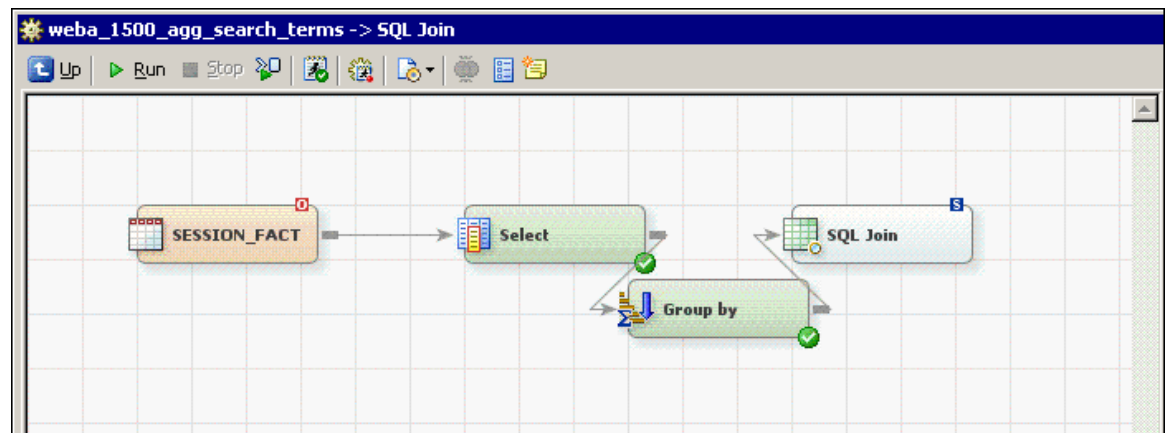 weba_1500_agg_search_terms -> SQL Join
Up Run Stop
O
S
SESSION_FACT Select SQL Join
Group by